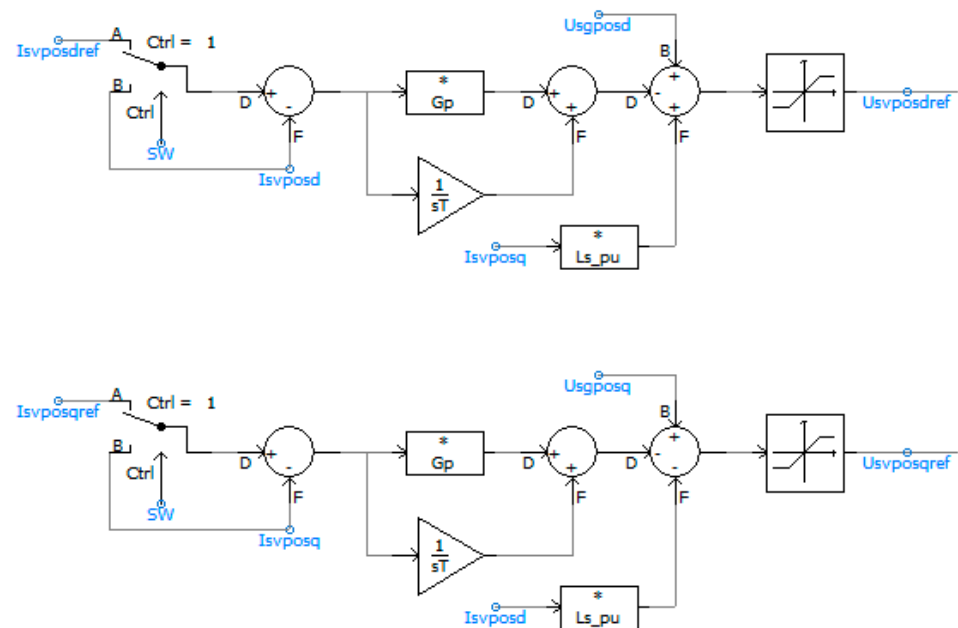 Usgposd
A
Ctrl = 1
Isvposdref
B
+
B
*
+
-
Gp
D
+
+
D
-
+
Usvposdref
D
Ctrl
F
F
F
SW
Isvposd
1
sT
*
Isvposq
Ls_pu
Usgposq
A
Ctrl = 1
Isvposqref
B
+
B
*
+
-
Gp
D
+
+
D
-
-
Usvposqref
D
Ctrl
F
F
F
SW
Isvposq
1
sT
*
Isvposd
Ls_pu